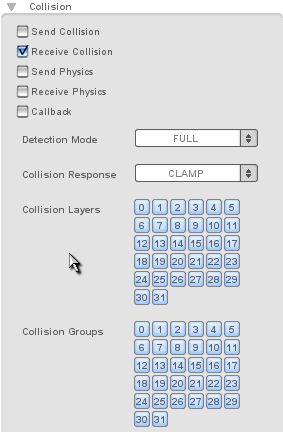 Collision
Send Collision
Receive Collision
Send Physics
Receive Physics
Callback
Detection Mode FULL
Collision Response CLAMP
Collision Layers 0 1 2 3 4 5
6 7 8 9 10 11
12 13 14 15 16 17
18 19 20 21 22 23
24 25 26 27 28 29
30 31
Collision Groups 0 1 2 3 4 5
6 7 8 9 10 11
12 13 14 15 16 17
18 19 20 21 22 23
24 25 26 27 28 29
30 31